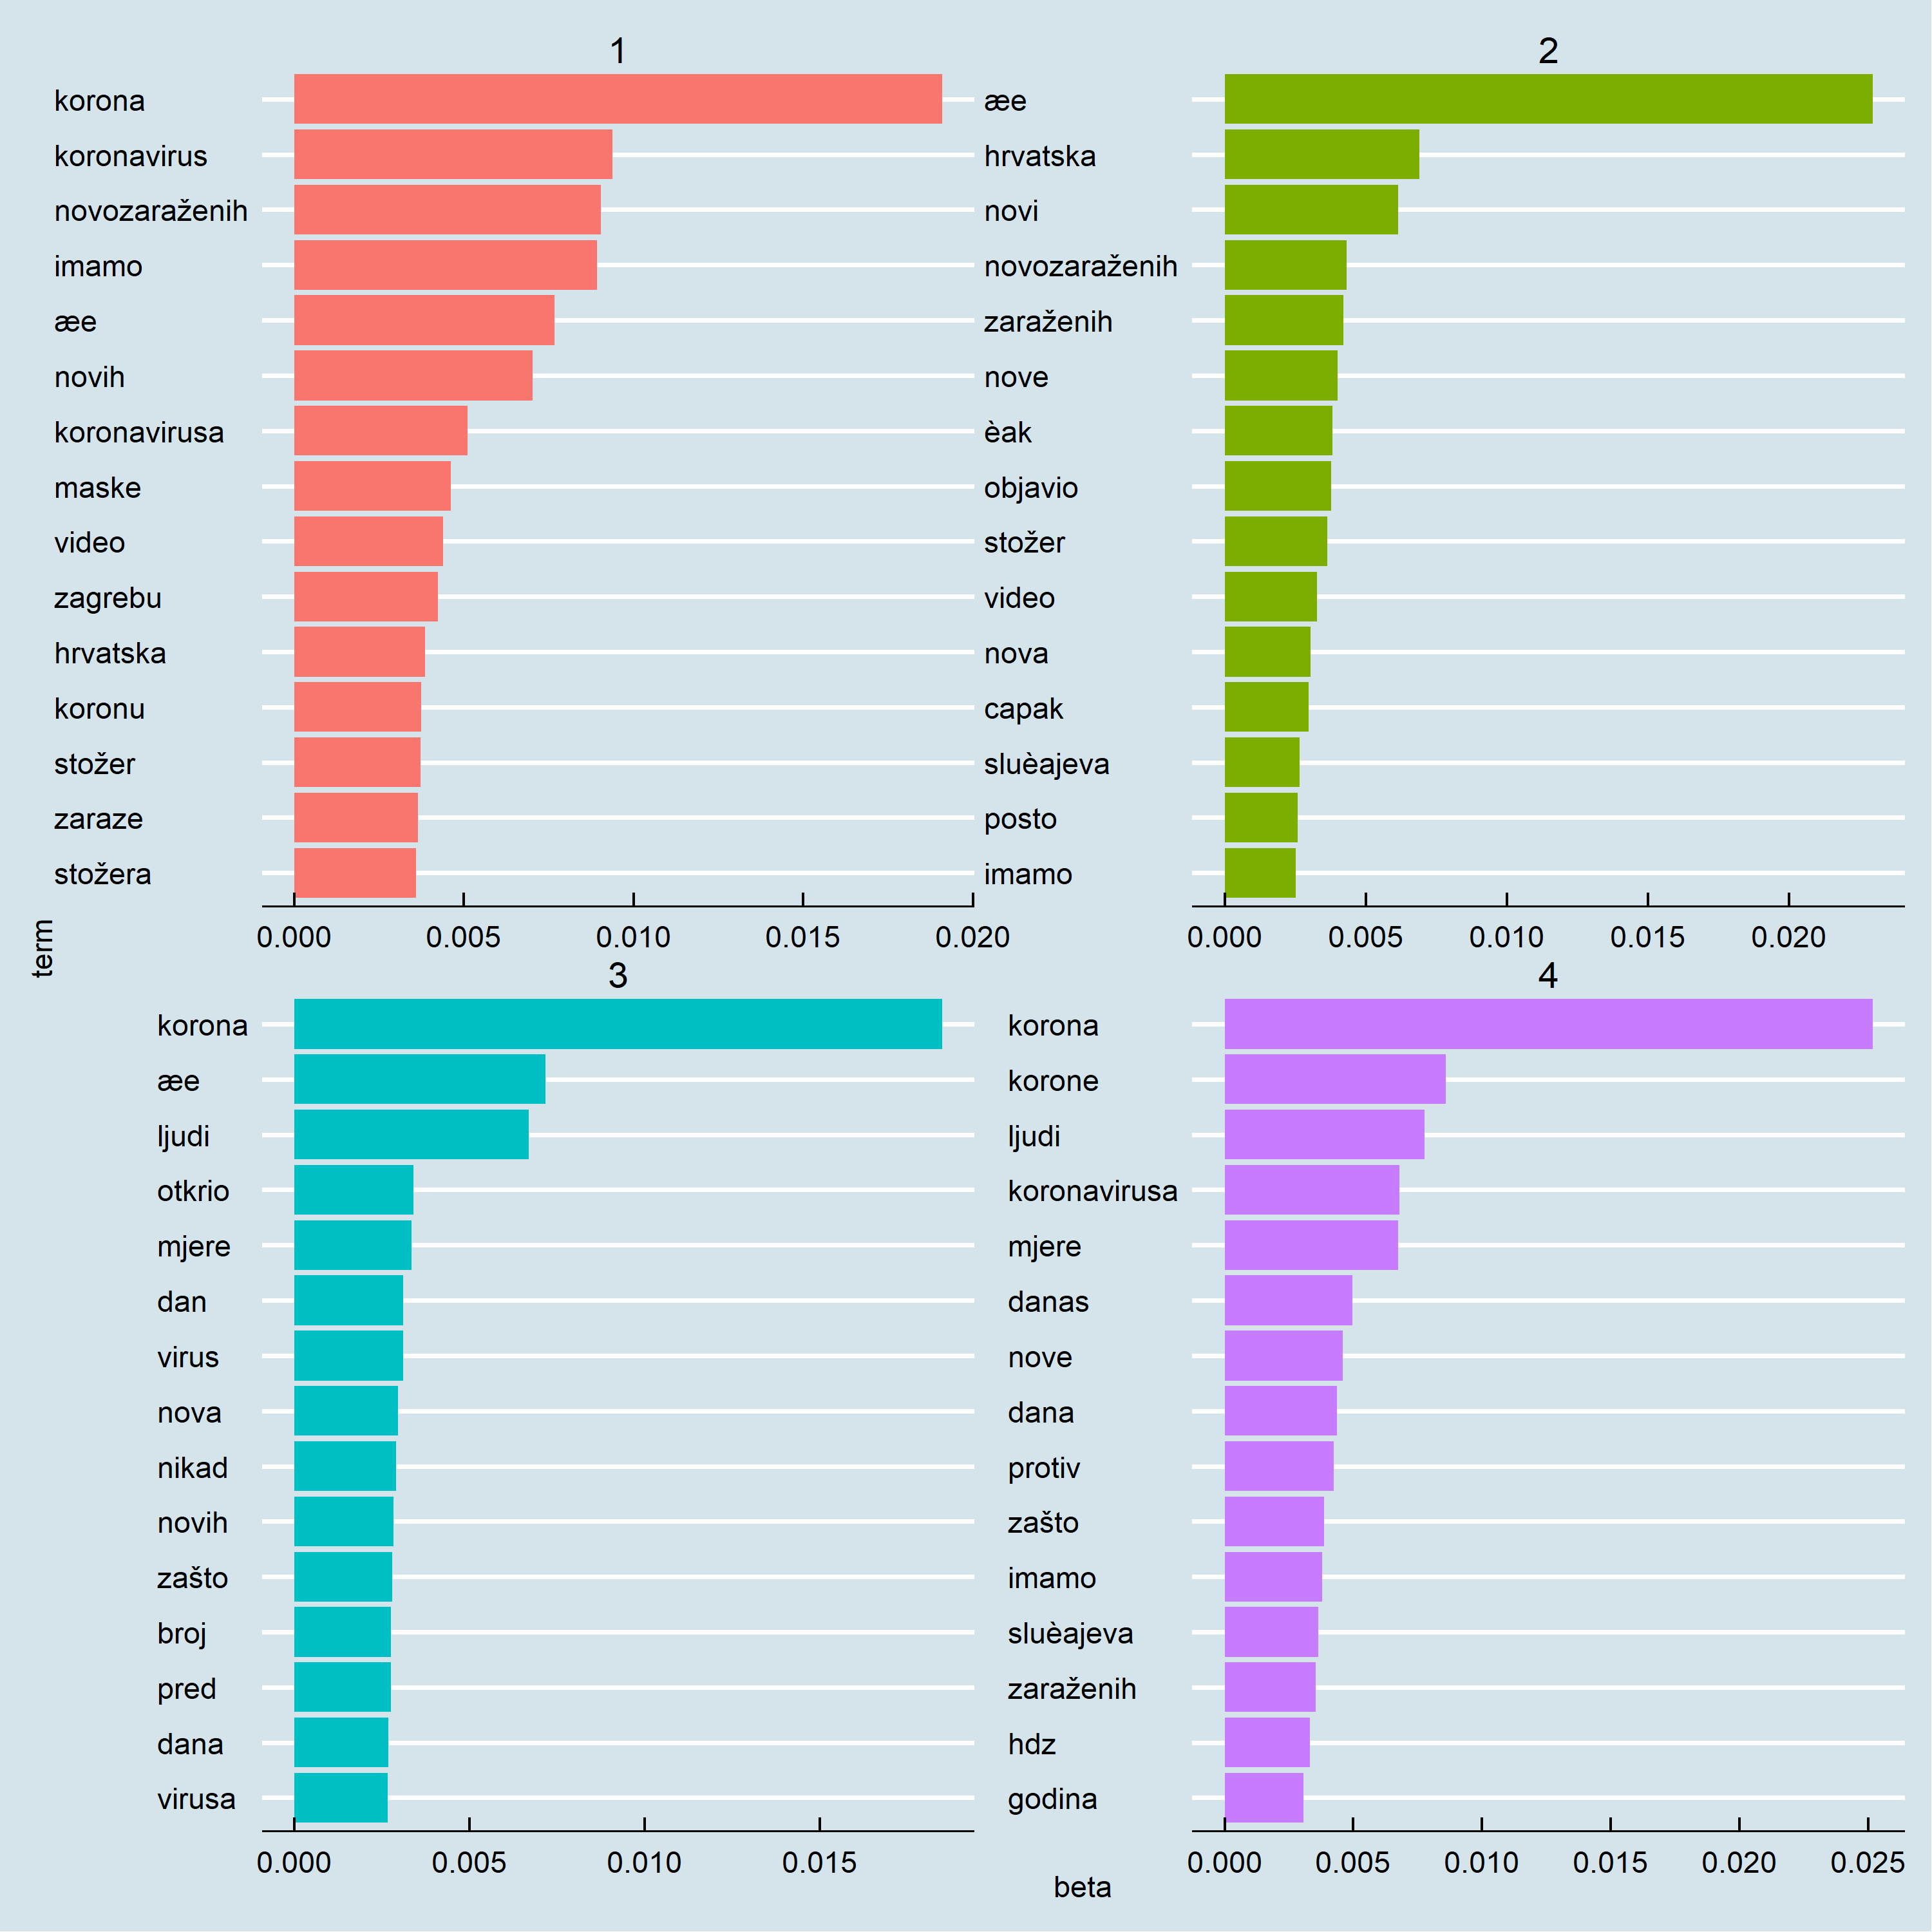 1
korona
koronavirus
novozaraženih
imamo
æe
novih
koronavirusa
maske
video
zagrebu
hrvatska
koronu
stožer
zaraze
stožera
0.000 0.005 0.010 0.015 0.020
2
æe
hrvatska
novi
novozaraženih
zaraženih
nove
èak
objavio
stožer
video
nova
capak
sluèajeva
posto
imamo
0.000 0.005 0.010 0.015 0.020
term
3
korona
æe
ljudi
otkrio
mjere
dan
virus
nova
nikad
novih
zašto
broj
pred
dana
virusa
0.000 0.005 0.010 0.015
4
korona
korone
ljudi
koronavirusa
mjere
danas
nove
dana
protiv
zašto
imamo
sluèajeva
zaraženih
hdz
godina
0.000 0.005 0.010 0.015 0.020 0.025
beta